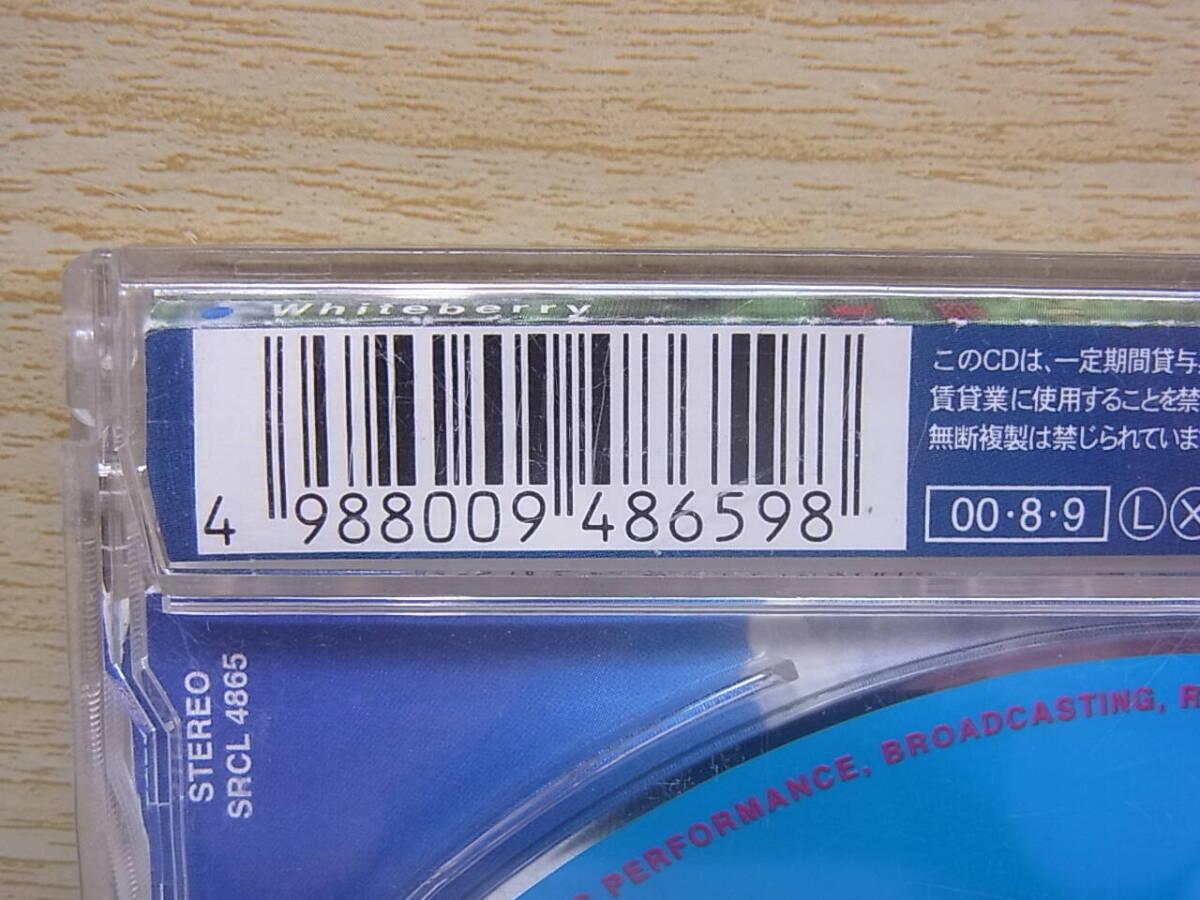 Whiteberry
4 988009 486598
このCDは、一定期間貸与
賃貸業に使用することを禁
無断複製は禁じられていま
00·8·9 Ⓛ Ⓧ
STEREO
SRCL 4865
PERFORMANCE, BROADCASTING, R